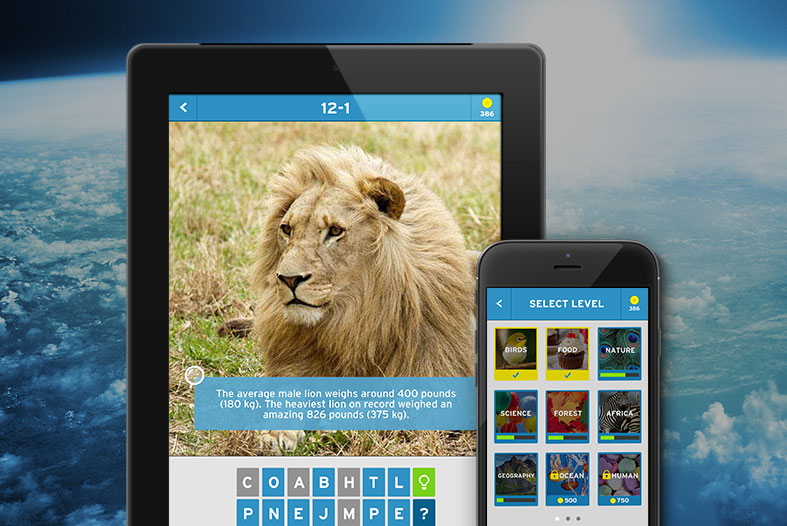 12-1
386
The average male lion weighs around 400 pounds
(180 kg). The heaviest lion on record weighed an
amazing 826 pounds (375 kg).
C O A B H T L
P N E J M P E ?
SELECT LEVEL
386
BIRDS FOOD NATURE
SCIENCE FOREST AFRICA
GEOGRAPHY OCEAN HUMAN
500 750